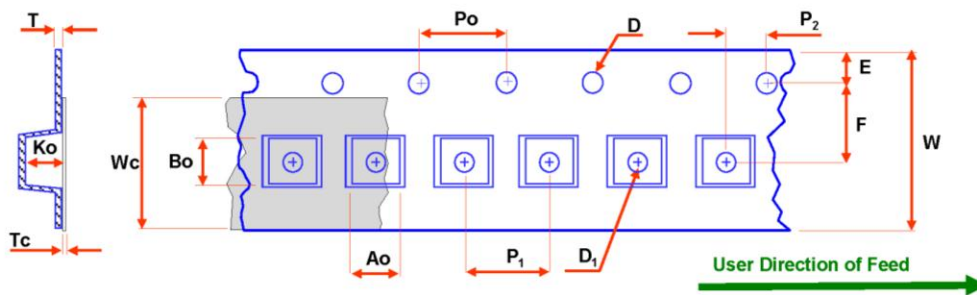 T
Po
D
P2
E
F
W
Ko
Wc
Bo
Tc
Ao
P1
D1
User Direction of Feed